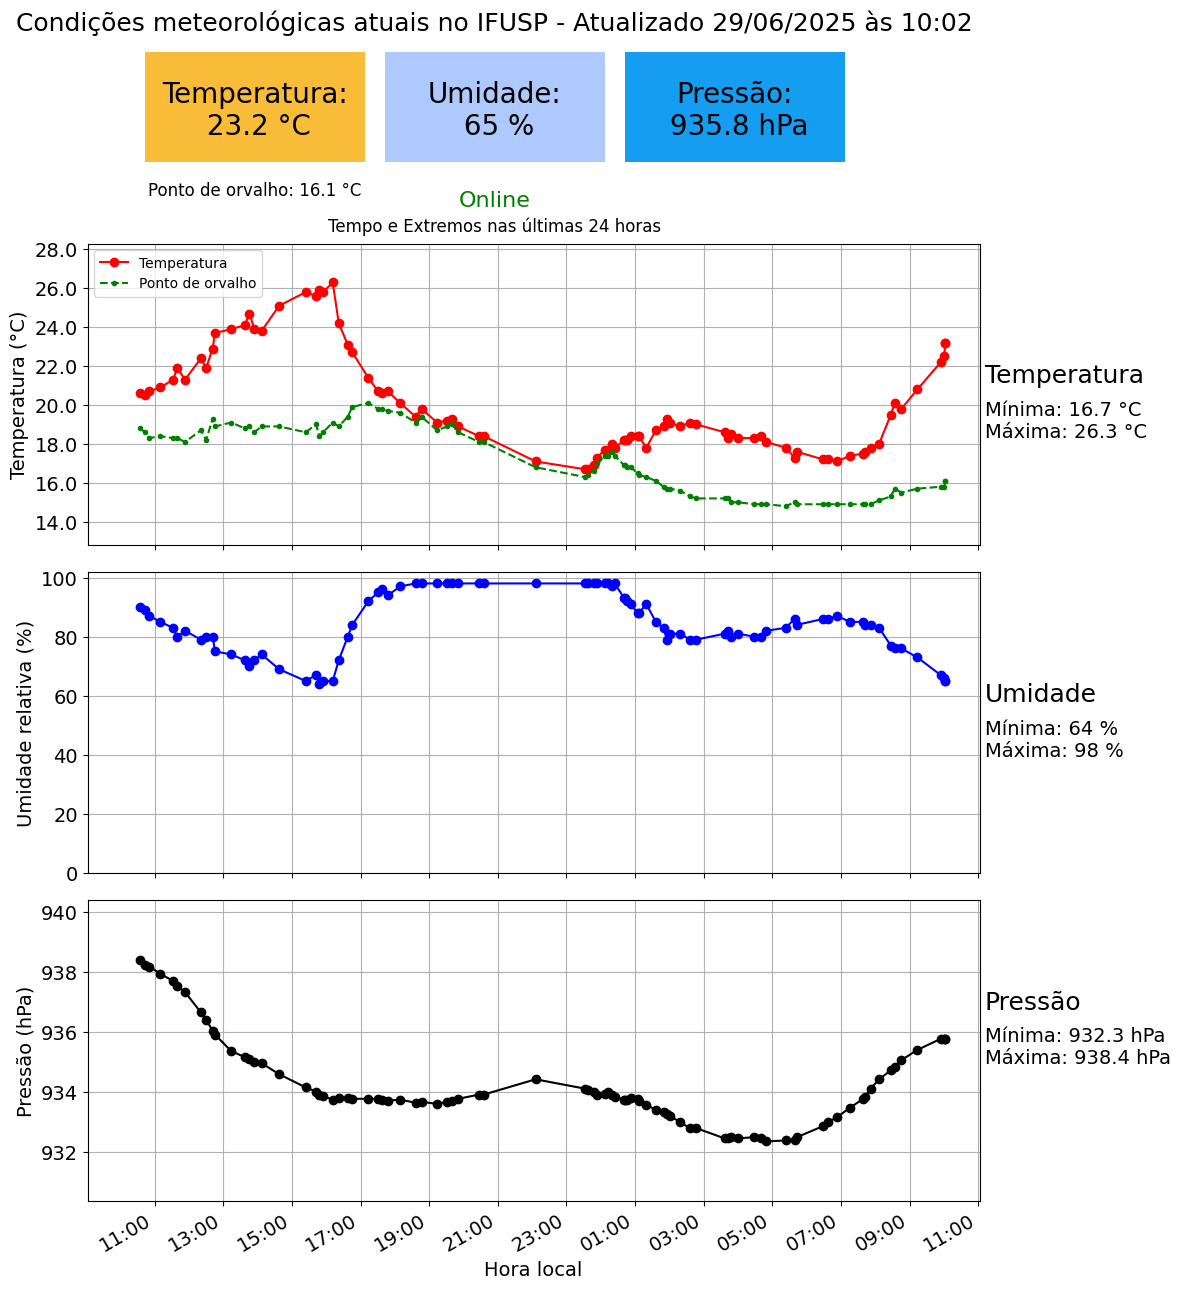 Condições meteorológicas atuais no IFUSP - Atualizado 29/06/2025 às 10:02
Temperatura:
23.2 °C
Umidade:
65 %
Pressão:
935.8 hPa
Ponto de orvalho: 16.1 °C
Online
Tempo e Extremos nas últimas 24 horas
Temperatura (°C)
28.0
26.0
24.0
22.0
20.0
18.0
16.0
14.0
Temperatura
Ponto de orvalho
Temperatura
Mínima: 16.7 °C
Máxima: 26.3 °C
Umidade relativa (%)
100
80
60
40
20
0
Umidade
Mínima: 64 %
Máxima: 98 %
Pressão (hPa)
940
938
936
934
932
Pressão
Mínima: 932.3 hPa
Máxima: 938.4 hPa
11:00 13:00 15:00 17:00 19:00 21:00 23:00 01:00 03:00 05:00 07:00 09:00 11:00
Hora local